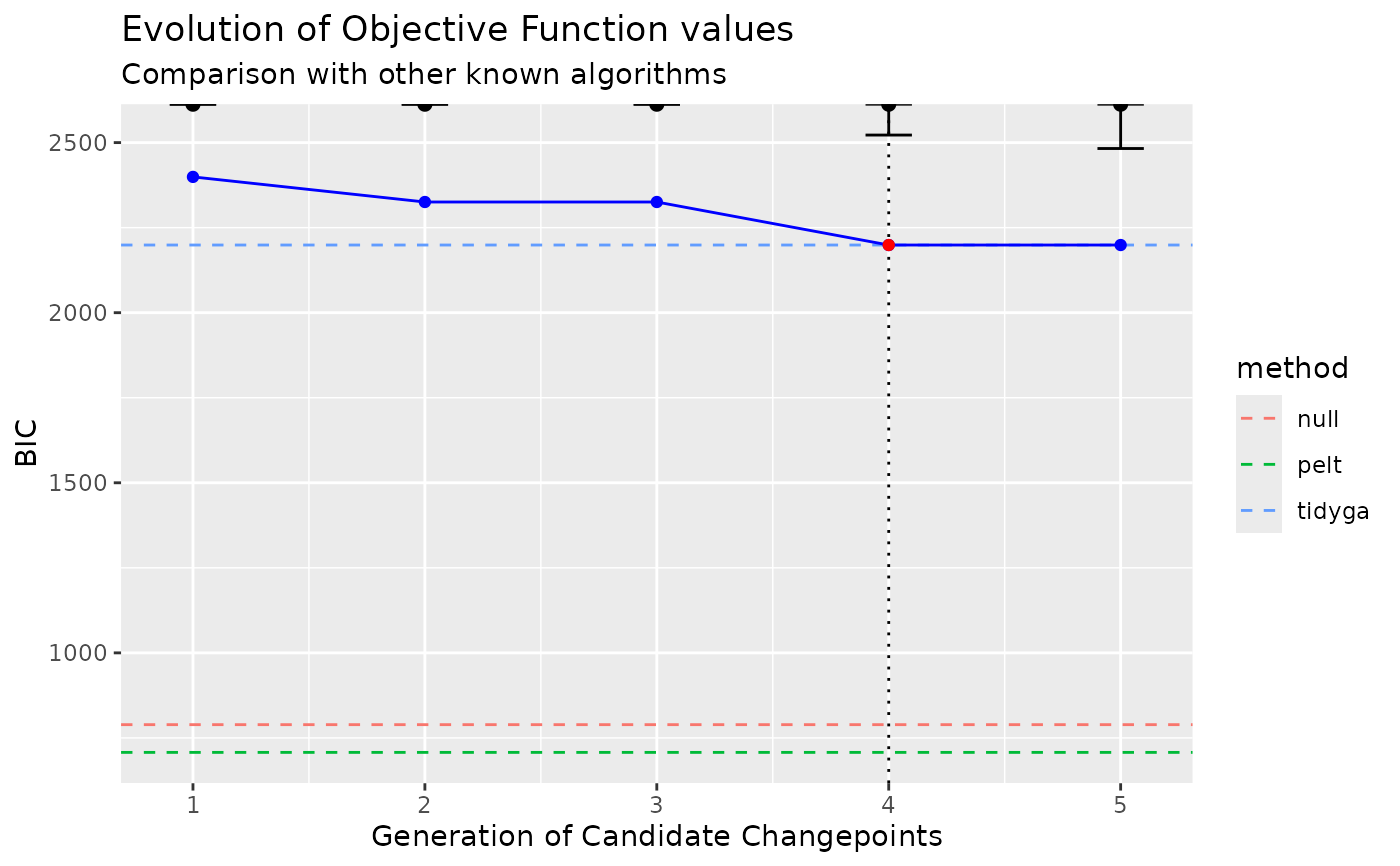 Evolution of Objective Function values
Comparison with other known algorithms
2500
2000
1500
1000
BIC
1
2
3
4
5
Generation of Candidate Changepoints
method
null
pelt
tidyga